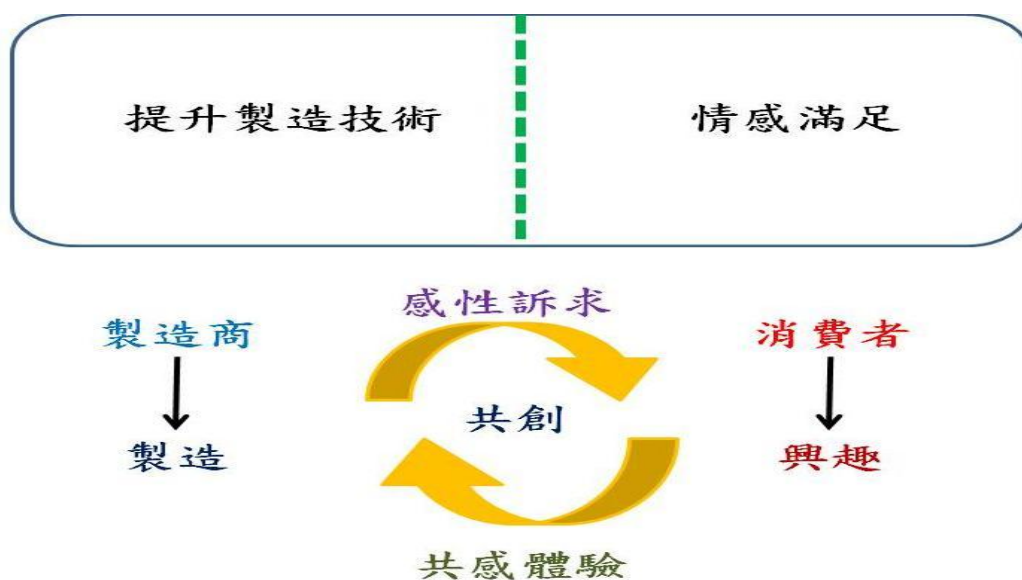 提升製造技術
情感滿足
感性訴求
製造商
消費者
共創
製造
興趣
共感體驗